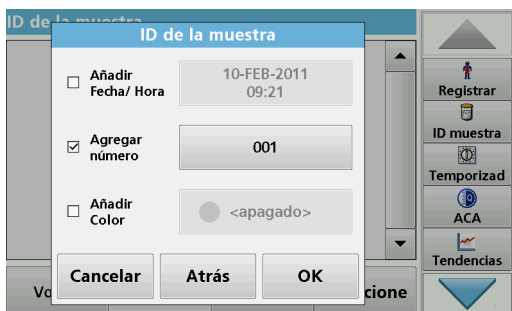 ID de la muestra
ID de la muestra
Añadir
Fecha/ Hora
10-FEB-2011
09:21
Agregar
número
001
Añadir
Color
<apagado>
Cancelar
Atrás
OK
Vo
cione
Registrar
ID muestra
Temporizad
ACA
Tendencias